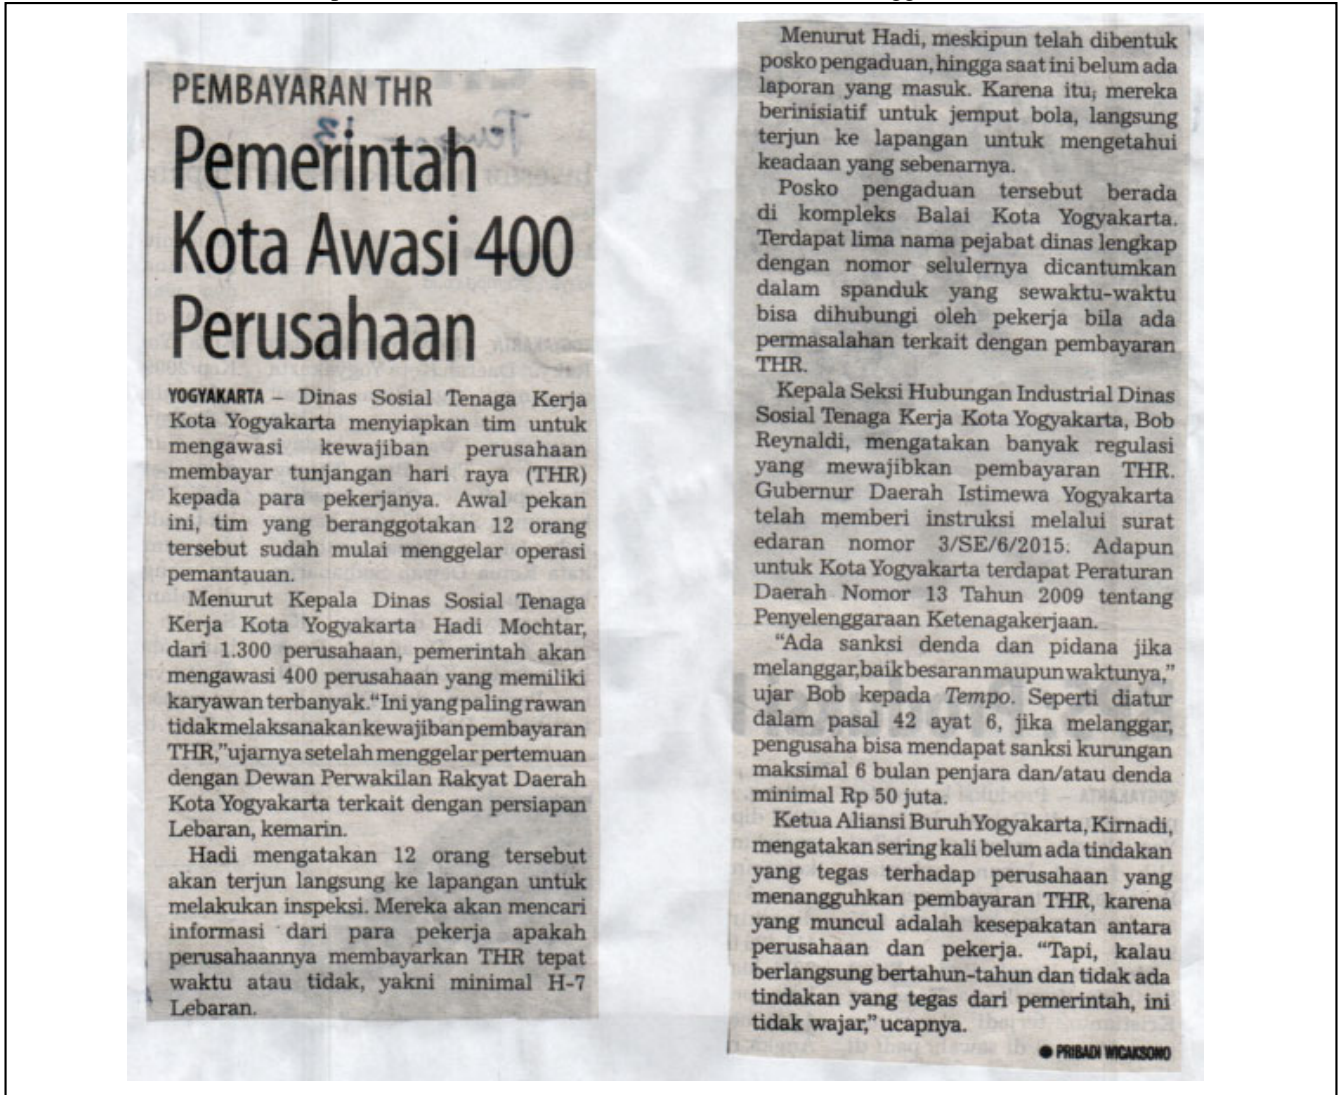 PEMBAYARAN THR
Pemerintah
Kota Awasi 400
Perusahaan
YOGYAKARTA – Dinas Sosial Tenaga Kerja
Kota Yogyakarta menyiapkan tim untuk
mengawasi kewajiban perusahaan
membayar tunjangan hari raya (THR)
kepada para pekerjanya. Awal pekan
ini, tim yang beranggotakan 12 orang
tersebut sudah mulai menggelar operasi
pemantauan.
Menurut Kepala Dinas Sosial Tenaga
Kerja Kota Yogyakarta Hadi Mochtar,
dari 1.300 perusahaan, pemerintah akan
mengawasi 400 perusahaan yang memiliki
karyawan terbanyak. “Ini yang paling rawan
tidak melaksanakan kewajiban pembayaran
THR,” ujarnya setelah menggelar pertemuan
dengan Dewan Perwakilan Rakyat Daerah
Kota Yogyakarta terkait dengan persiapan
Lebaran, kemarin.
Hadi mengatakan 12 orang tersebut
akan terjun langsung ke lapangan untuk
melakukan inspeksi. Mereka akan mencari
informasi dari para pekerja apakah
perusahaannya membayarkan THR tepat
waktu atau tidak, yakni minimal H-7
Lebaran.
Menurut Hadi, meskipun telah dibentuk
posko pengaduan, hingga saat ini belum ada
laporan yang masuk. Karena itu, mereka
berinisiatif untuk jemput bola, langsung
terjun ke lapangan untuk mengetahui
keadaan yang sebenarnya.
Posko pengaduan tersebut berada
di kompleks Balai Kota Yogyakarta.
Terdapat lima nama pejabat dinas lengkap
dengan nomor selulernya dicantumkan
dalam spanduk yang sewaktu-waktu
bisa dihubungi oleh pekerja bila ada
permasalahan terkait dengan pembayaran
THR.
Kepala Seksi Hubungan Industrial Dinas
Sosial Tenaga Kerja Kota Yogyakarta, Bob
Reynaldi, mengatakan banyak regulasi
yang mewajibkan pembayaran THR.
Gubernur Daerah Istimewa Yogyakarta
telah memberi instruksi melalui surat
edaran nomor 3/SE/6/2015. Adapun
untuk Kota Yogyakarta terdapat Peraturan
Daerah Nomor 13 Tahun 2009 tentang
Penyelenggaraan Ketenagakerjaan.
“Ada sanksi denda dan pidana jika
melanggar, baik besaran maupun waktunya,”
ujar Bob kepada Tempo. Seperti diatur
dalam pasal 42 ayat 6, jika melanggar,
pengusaha bisa mendapat sanksi kurungan
maksimal 6 bulan penjara dan/atau denda
minimal Rp 50 juta.
Ketua Aliansi Buruh Yogyakarta, Kirnadi,
mengatakan sering kali belum ada tindakan
yang tegas terhadap perusahaan yang
menangguhkan pembayaran THR, karena
yang muncul adalah kesepakatan antara
perusahaan dan pekerja. “Tapi, kalau
berlangsung bertahun-tahun dan tidak ada
tindakan yang tegas dari pemerintah, ini
tidak wajar,” ucapnya.
● PRIBADI WICAKSONO